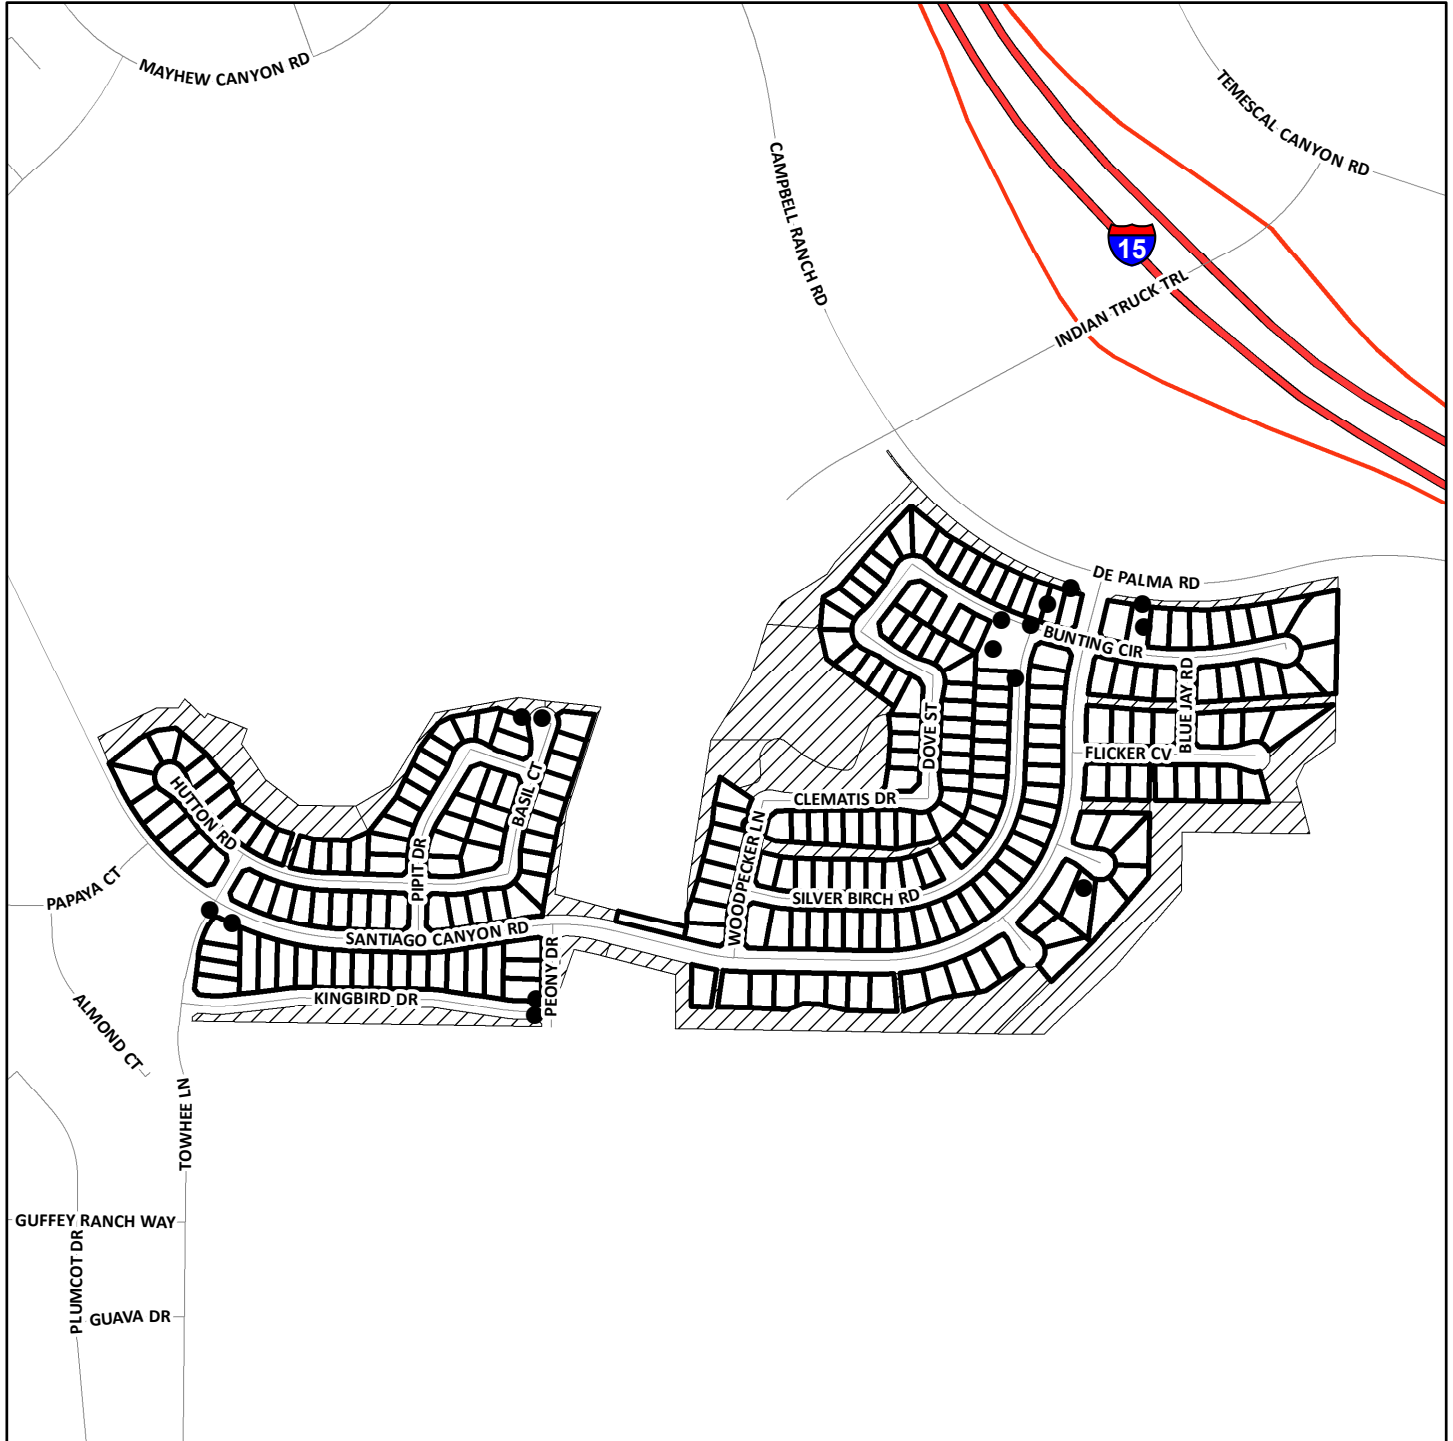 MAYHEW CANYON RD
TEMESCAL CANYON RD
CAMPBELL RANCH RD
15
INDIAN TRUCK TRL
DE PALMA RD
BUNTING CIR
BLUE JAY RD
DOVE ST
FLICKER CV
CLEMATIS DR
HUTTON RD
BASIL CT
PIPIT DR
WOODPECKER LN
SILVER BIRCH RD
PAPAYA CT
SANTIAGO CANYON RD
PEONY DR
KINGBIRD DR
ALMOND CT
TOWHEE LN
GUFFEY RANCH WAY
PLUMCOT DR
GUAVA DR